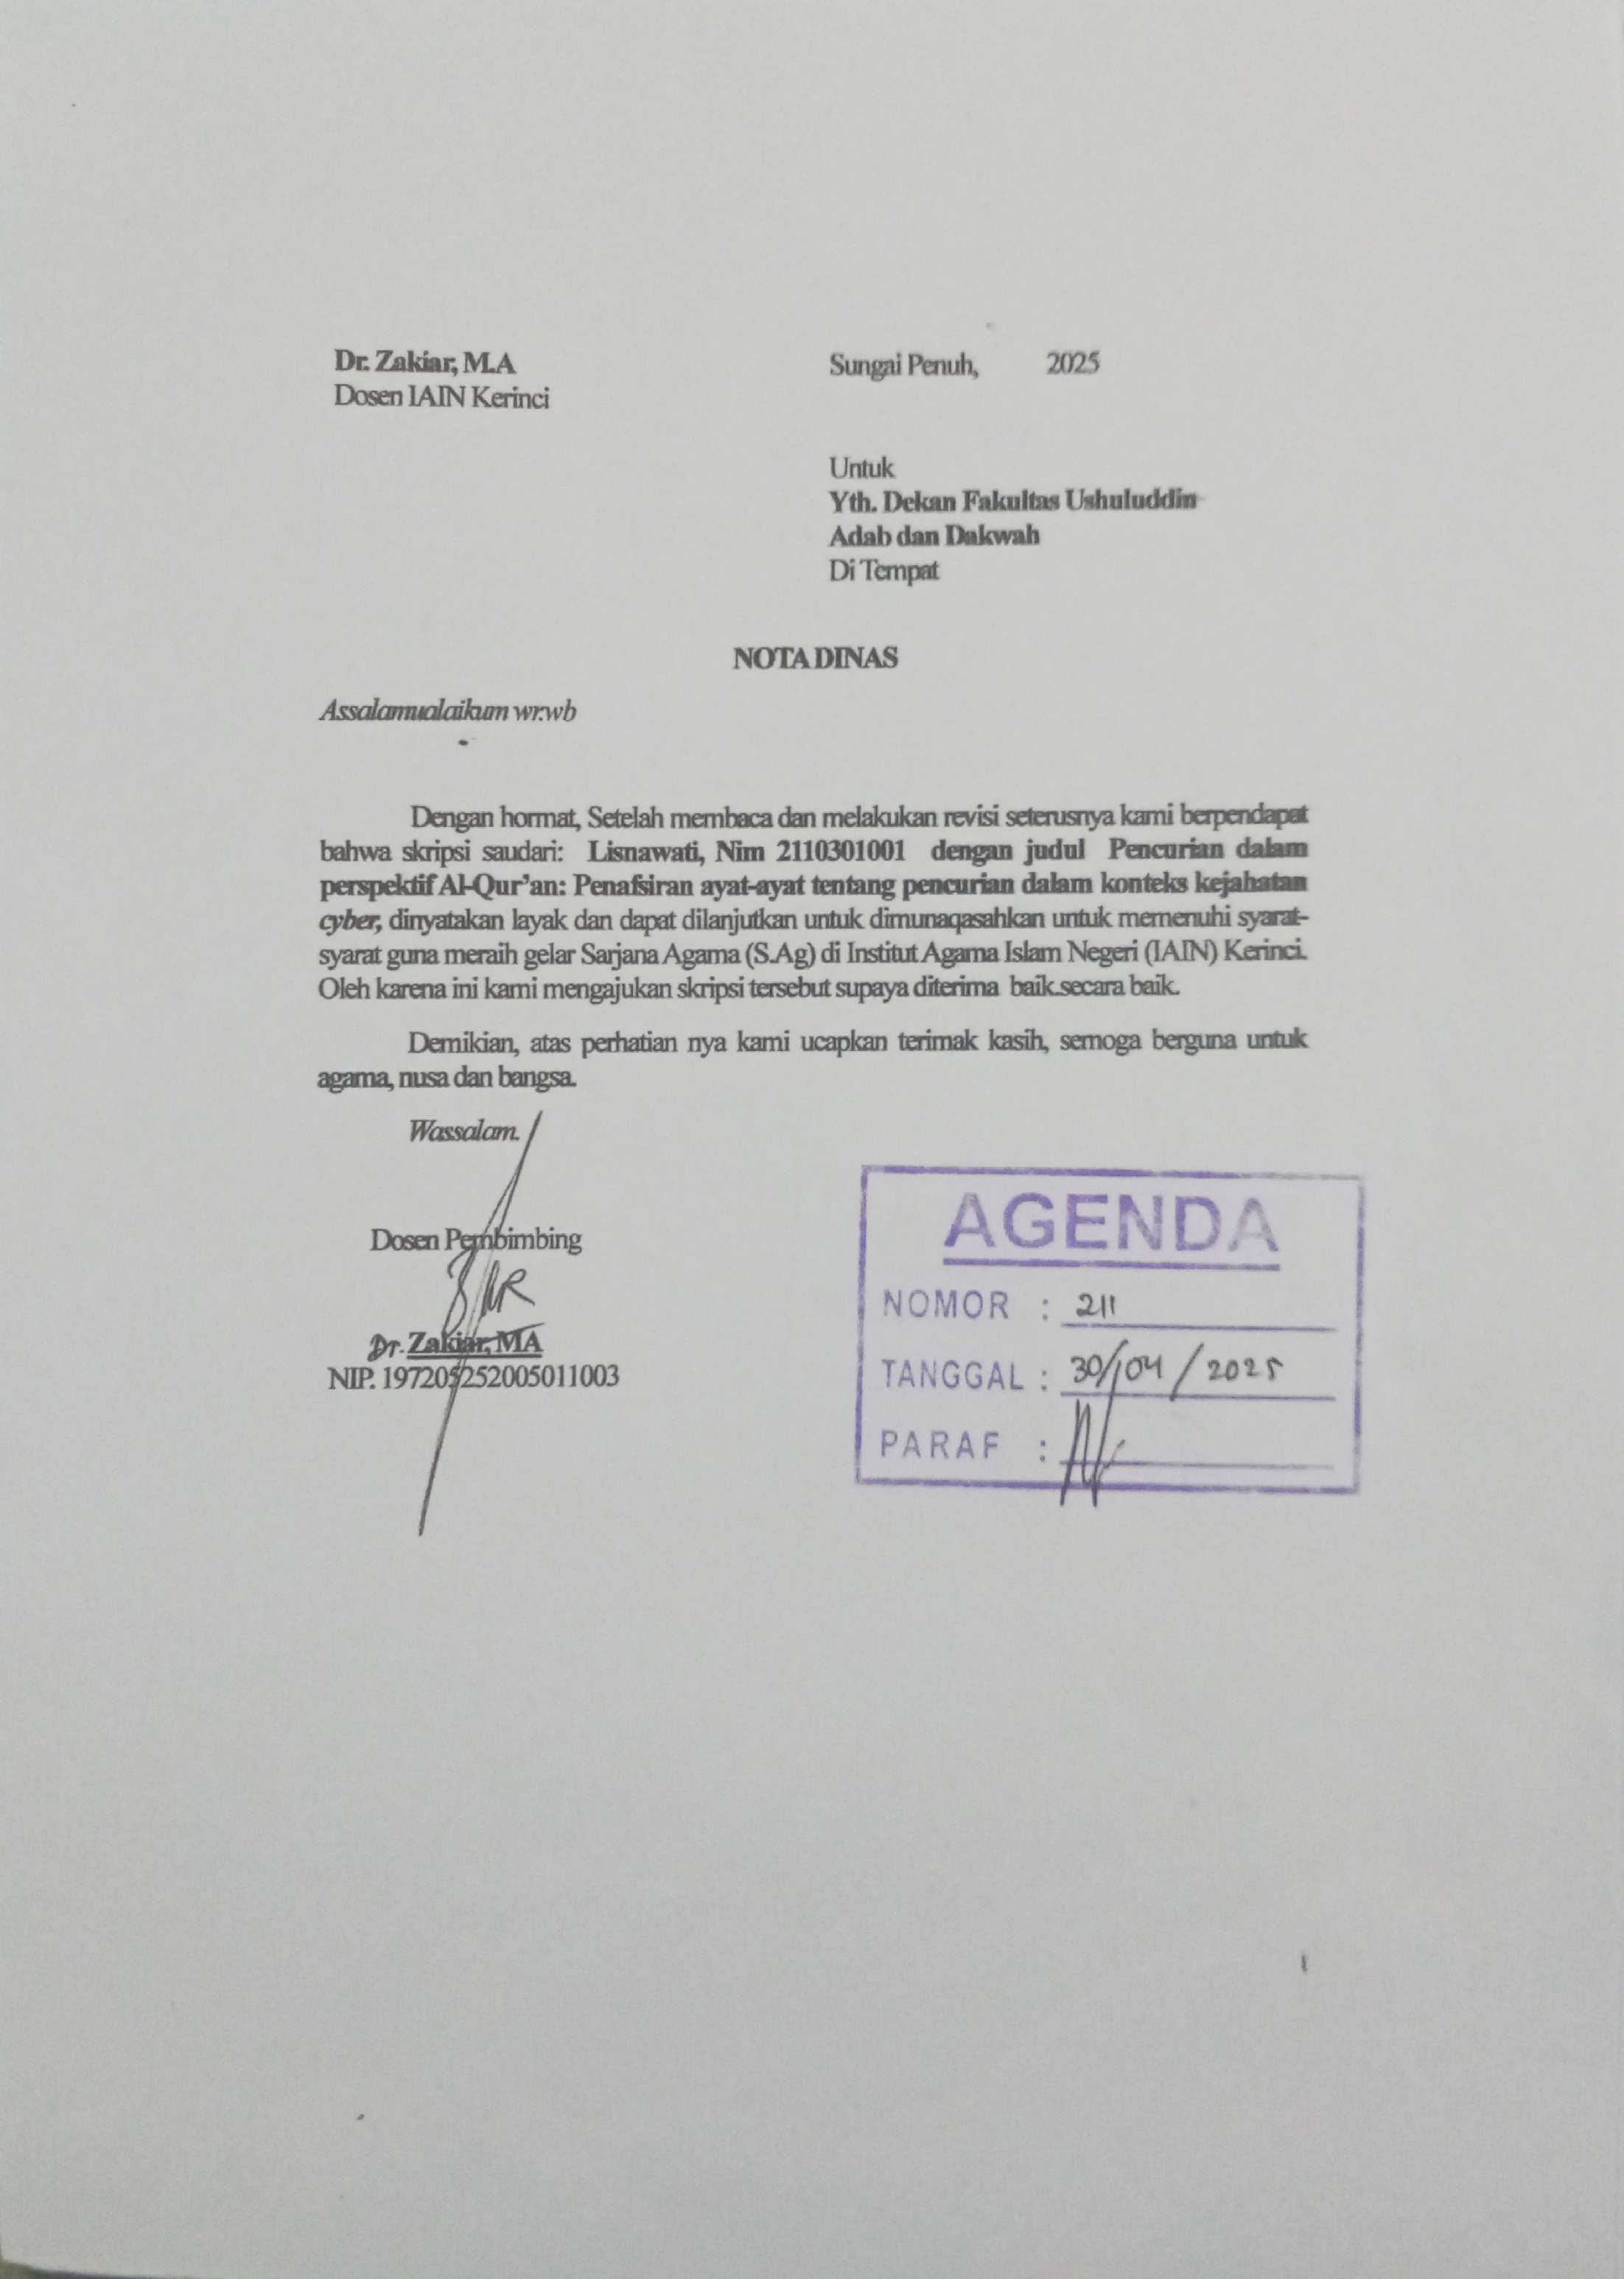 Dr. Zakiar, M.A
Dosen IAIN Kerinci
Sungai Penuh, 2025
Untuk
Yth. Dekan Fakultas Ushuluddin
Adab dan Dakwah
Di Tempat
NOTA DINAS
Assalamualaikum wr.wb
Dengan hormat, Setelah membaca dan melakukan revisi seterusnya kami berpendapat
bahwa skripsi saudari: Lisnawati, Nim 2110301001 dengan judul Pencurian dalam
perspektif Al-Qur'an: Penafsiran ayat-ayat tentang pencurian dalam konteks kejahatan
cyber, dinyatakan layak dan dapat dilanjutkan untuk dimunaqasahkan untuk memenuhi syarat-
syarat guna meraih gelar Sarjana Agama (S.Ag) di Institut Agama Islam Negeri (IAIN) Kerinci.
Oleh karena ini kami mengajukan skripsi tersebut supaya diterima baik.secara baik.
Demikian, atas perhatian nya kami ucapkan terimak kasih, semoga berguna untuk
agama, nusa dan bangsa.
Wassalam.
Dosen Pembimbing
Dr. Zakiar, MA
NIP. 197205252005011003
AGENDA
NOMOR : 211
TANGGAL : 30/04/2025
PARAF :